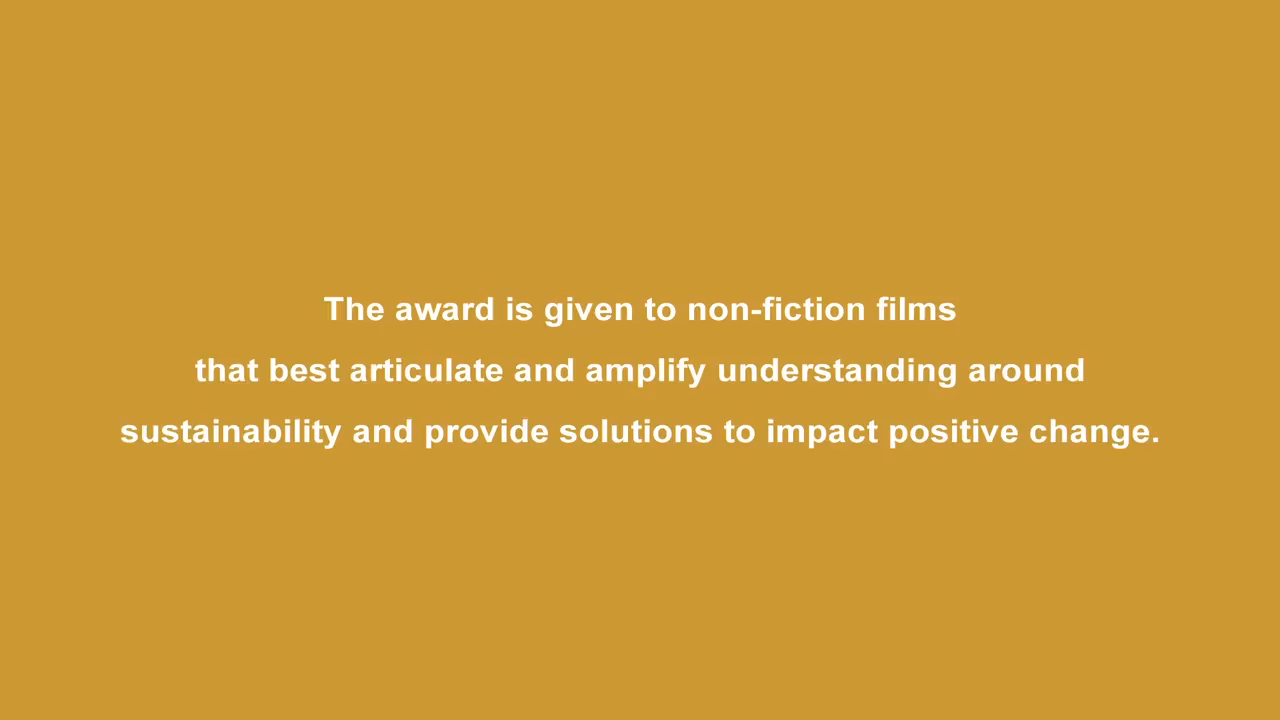 The award is given to non-fiction films
that best articulate and amplify understanding around
sustainability and provide solutions to impact positive change.